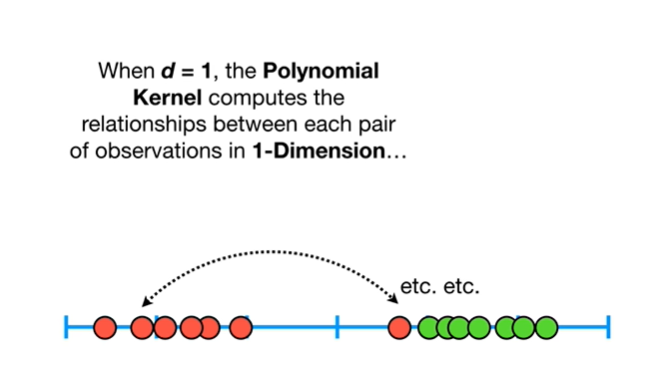 When d = 1, the Polynomial
Kernel computes the
relationships between each pair
of observations in 1-Dimension…
etc. etc.